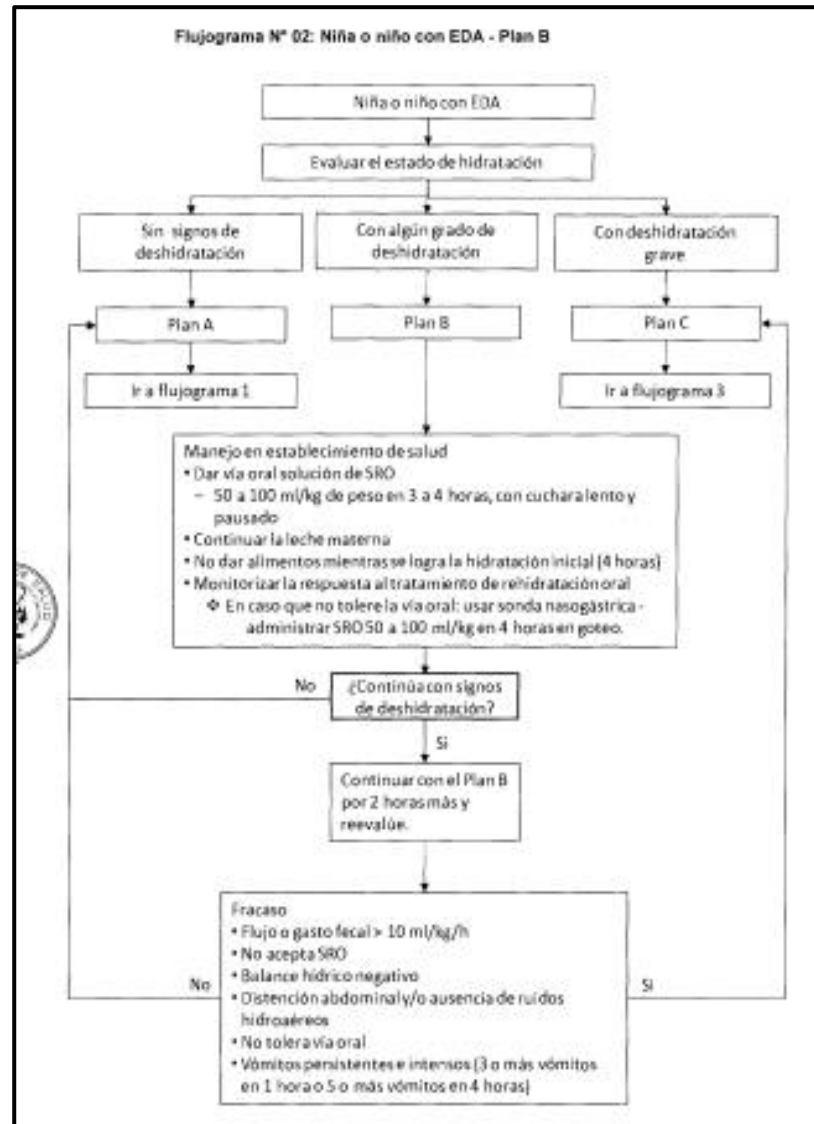 Flujograma N° 02: Niña o niño con EDA - Plan B
Niña o niño con EDA
Evaluar el estado de hidratación
Sin signos de
deshidratación
Con algún grado de
deshidratación
Con deshidratación
grave
Plan A
Plan B
Plan C
Ir a flujograma 1
Ir a flujograma 3
Manejo en establecimiento de salud
• Dar vía oral solución de SRO
– 50 a 100 ml/kg de peso en 3 a 4 horas, con cuchara lento y
pausado
• Continuar la leche materna
• No dar alimentos mientras se logra la hidratación inicial (4 horas)
• Monitorizar la respuesta al tratamiento de rehidratación oral
❖ En caso que no tolere la vía oral: usar sonda nasogástrica -
administrar SRO 50 a 100 ml/kg en 4 horas en goteo.
No
¿Continúa con signos
de deshidratación?
Si
Continuar con el Plan B
por 2 horas más y
reevalúe.
Fracaso
• Flujo o gasto fecal > 10 ml/kg/h
• No acepta SRO
• Balance hídrico negativo
No
Si
• Distención abdominal y/o ausencia de ruidos
hidroaéreos
• No tolera vía oral
• Vómitos persistentes e intensos (3 o más vómitos
en 1 hora o 5 o más vómitos en 4 horas)
SALUD